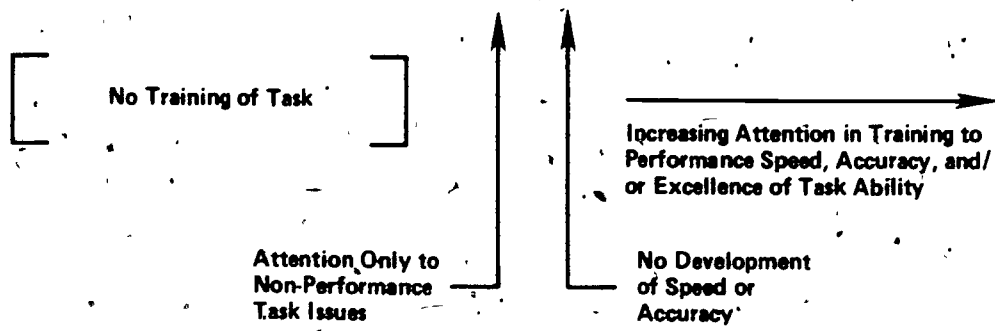 No Training of Task
Increasing Attention in Training to
Performance Speed, Accuracy, and/
or Excellence of Task Ability
Attention Only to
Non-Performance
Task Issues
No Development
of Speed or
Accuracy